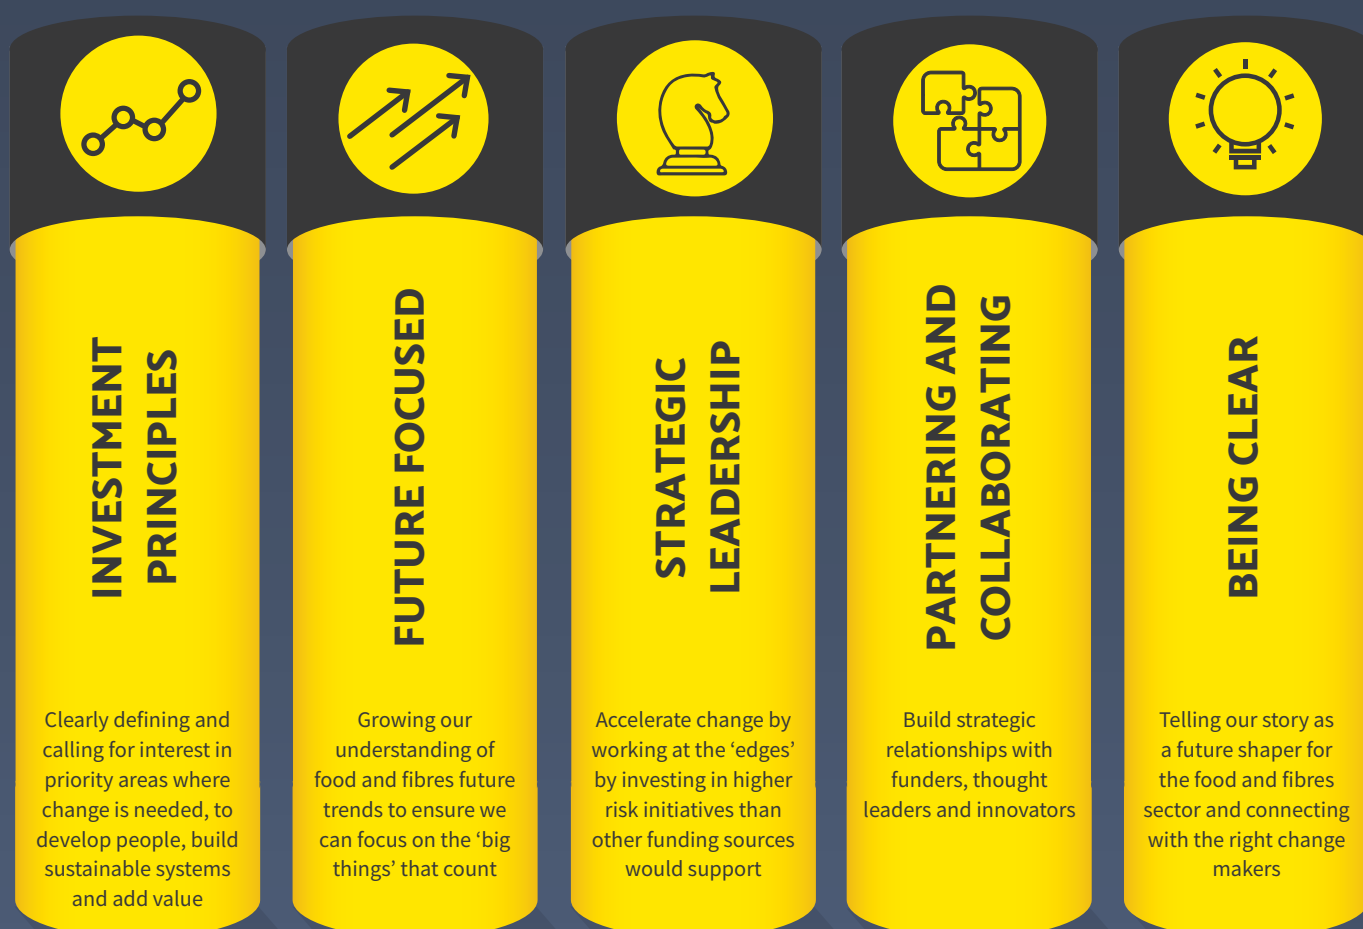 INVESTMENT
PRINCIPLES
Clearly defining and
calling for interest in
priority areas where
change is needed, to
develop people, build
sustainable systems
and add value
FUTURE FOCUSED
Growing our
understanding of
food and fibres future
trends to ensure we
can focus on the ‘big
things’ that count
STRATEGIC
LEADERSHIP
Accelerate change by
working at the ‘edges’
by investing in higher
risk initiatives than
other funding sources
would support
PARTNERING AND
COLLABORATING
Build strategic
relationships with
funders, thought
leaders and innovators
BEING CLEAR
Telling our story as
a future shaper for
the food and fibres
sector and connecting
with the right change
makers